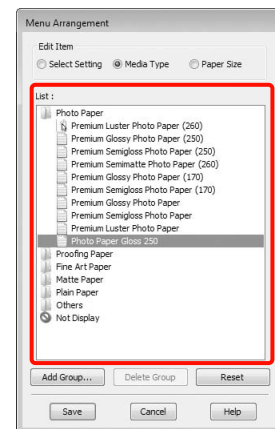 Menu Arrangement
Edit Item
Select Setting Media Type Paper Size
List :
Photo Paper
Premium Luster Photo Paper (260)
Premium Glossy Photo Paper (250)
Premium Semigloss Photo Paper (250)
Premium Semimatte Photo Paper (260)
Premium Glossy Photo Paper (170)
Premium Semigloss Photo Paper (170)
Premium Glossy Photo Paper
Premium Semigloss Photo Paper
Premium Luster Photo Paper
Photo Paper Gloss 250
Proofing Paper
Fine Art Paper
Matte Paper
Plain Paper
Others
Not Display
Add Group... Delete Group Reset
Save Cancel Help